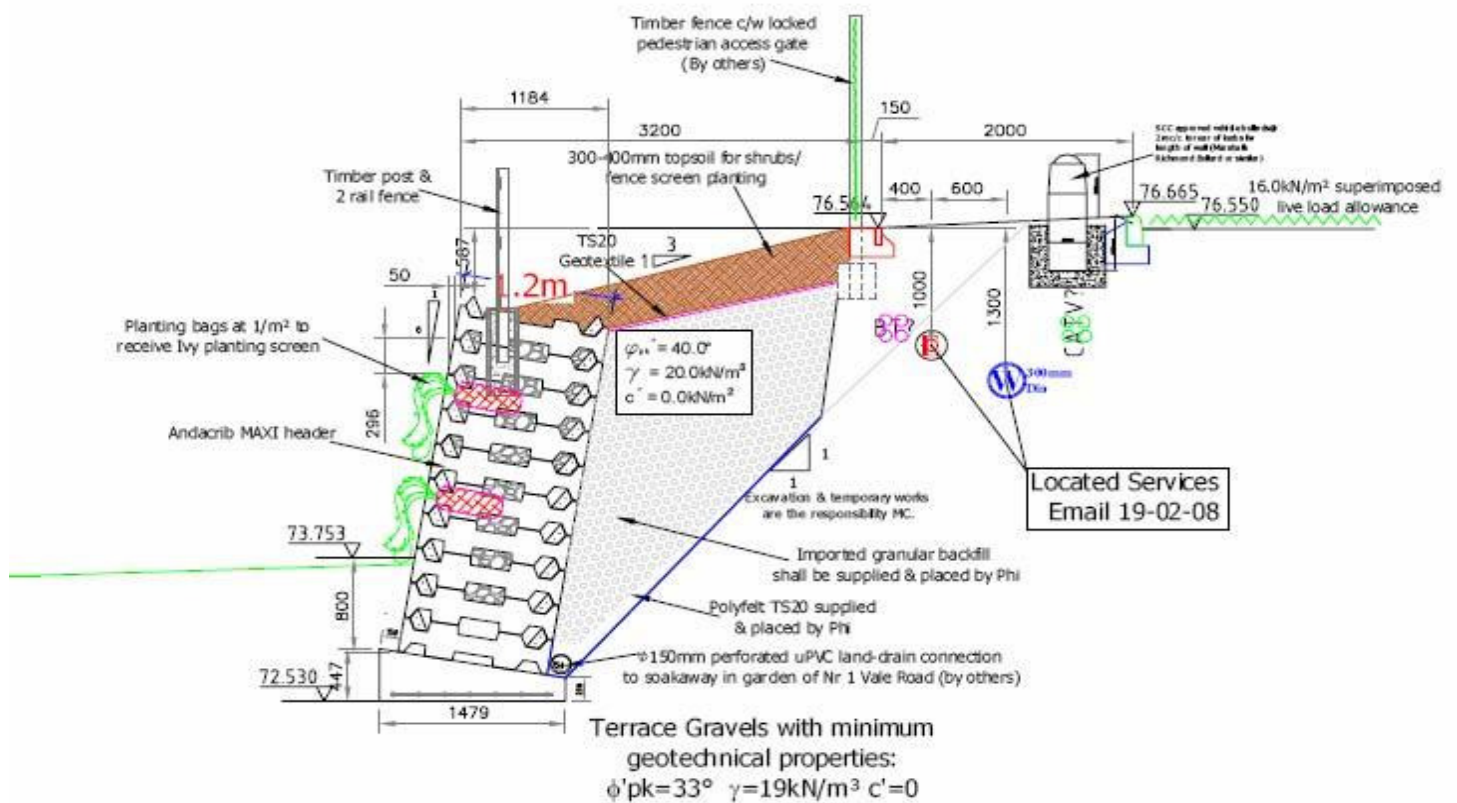 Timber fence c/w locked
pedestrian access gate
(By others)
1184
150
3200
2000
300-400mm topsoil for shrubs/
fence screen planting
Timber post &
2 rail fence
400
600
76.564
76.665
76.550
16.0kN/m² superimposed
live load allowance
TS20
Geotextile
1
3
587
50
1.2m
1000
1300
Planting bags at 1/m² to
receive Ivy planting screen
φ
= 40.0°
γ = 20.0kN/m³
c' = 0.0kN/m²
CATV?
W
300mm
Dia
296
Andacrib MAXI header
1
1
Excavation & temporary works
are the responsibility MC.
Located Services
Email 19-02-08
73.753
Imported granular backfill
shall be supplied & placed by Phi
800
Polyfelt TS20 supplied
& placed by Phi
φ150mm perforated uPVC land-drain connection
to soakaway in garden of Nr 1 Vale Road (by others)
72.530
447
1479
Terrace Gravels with minimum
geotechnical properties:
ϕ'pk=33° γ=19kN/m³ c'=0